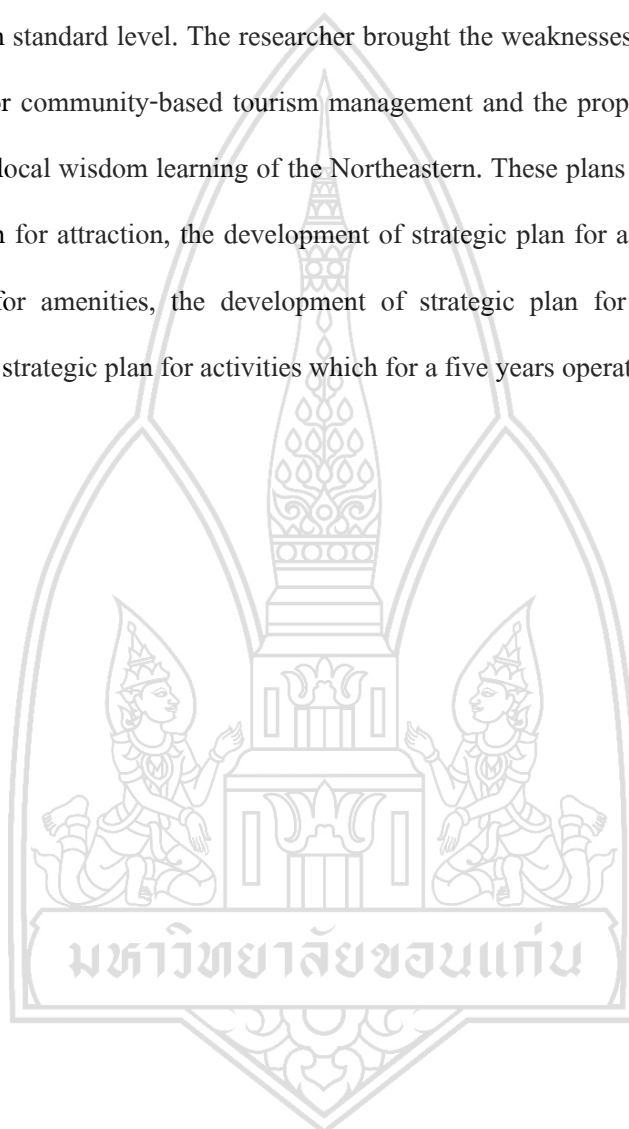 standard level. The researcher brought the weaknesses
community-based tourism management and the prop
local wisdom learning of the Northeastern. These plans
for attraction, the development of strategic plan for a
for amenities, the development of strategic plan for
strategic plan for activities which for a five years operat
มหาวิทยาลัยขอนแก่น